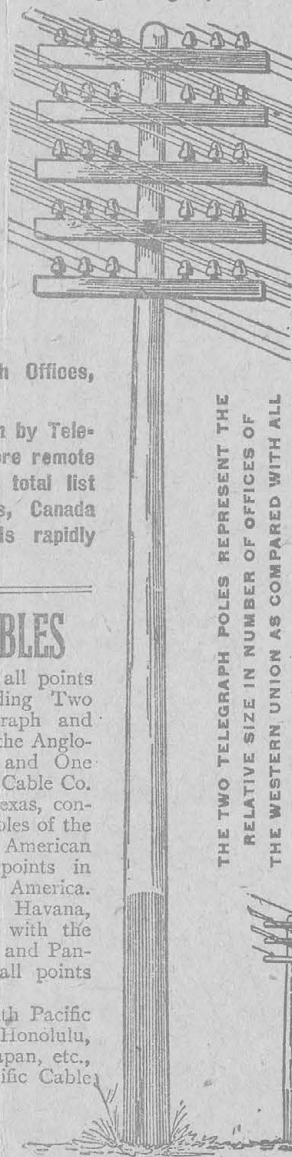 h Offices,
n by Tele-
ore remote
total list
s, Canada
is rapidly
BLES
all points
ding Two
raph and
the Anglo-
and One
Cable Co.
exas, con-
bles of the
American
points in
America.
Havana,
with the
and Pan-
all points
th Pacific
Honolulu,
apan, etc.,
ific Cable
THE TWO TELEGRAPH POLES REPRESENT THE
RELATIVE SIZE IN NUMBER OF OFFICES OF
THE WESTERN UNION AS COMPARED WITH ALL